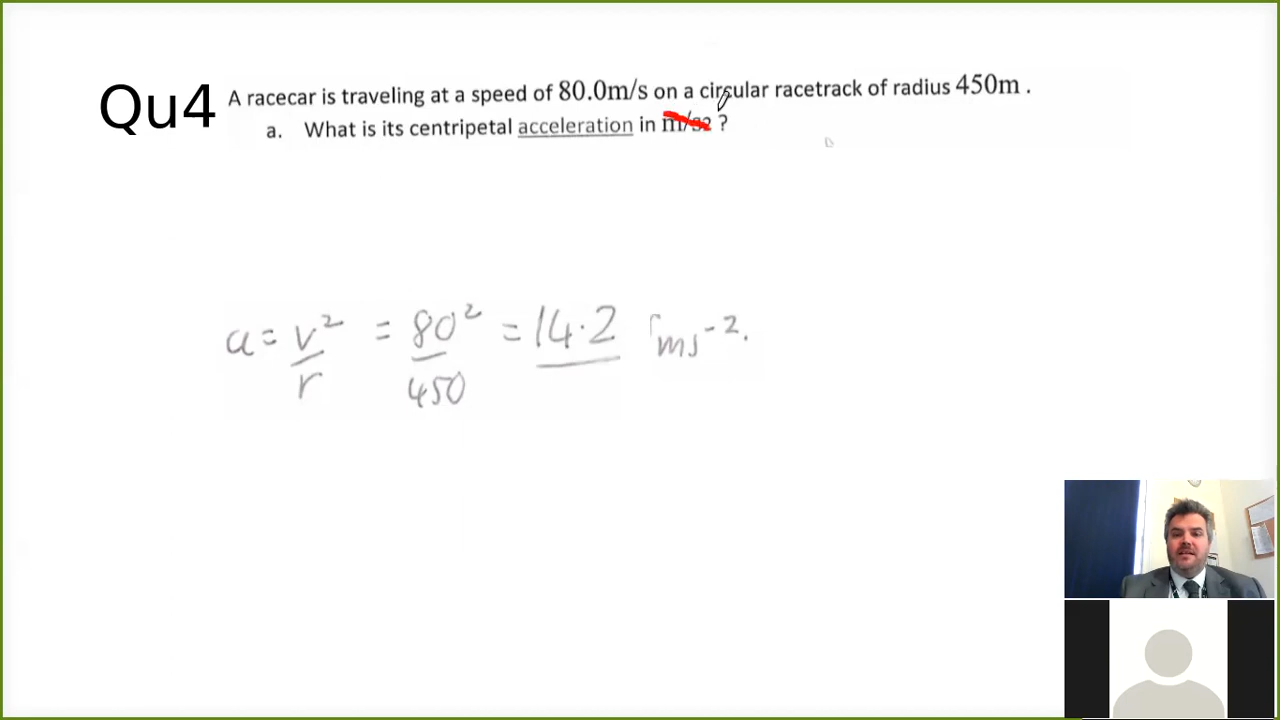 Qu4
A racecar is traveling at a speed of 80.0m/s on a circular racetrack of radius 450m .
a. What is its centripetal acceleration in m/s2 ?
a = v² / r = 80² / 450 = 14.2 ms⁻².